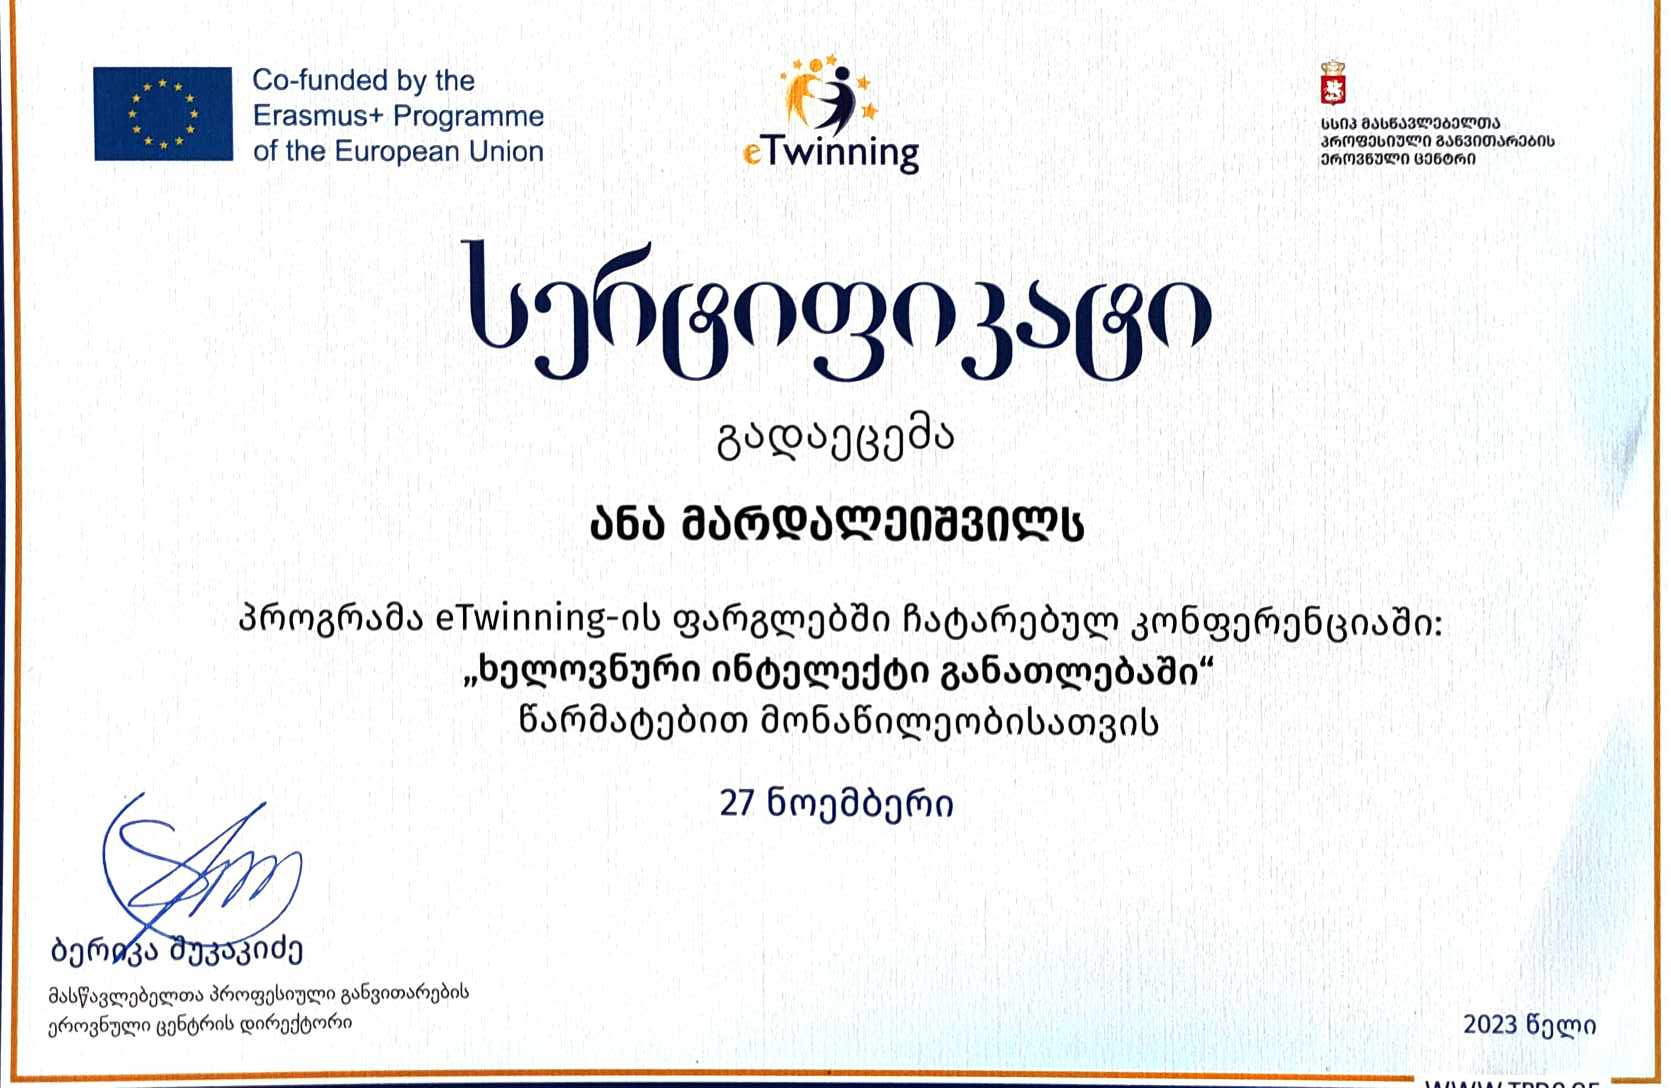 Co-funded by the
Erasmus+ Programme
of the European Union
eTwinning
სსიპ მასწავლებელთა
პროფესიული განვითარების
ეროვნული ცენტრი
სერტიფიკატი
გადაეცემა
ანა მარდალეიშვილს
პროგრამა eTwinning-ის ფარგლებში ჩატარებულ კონფერენციაში:
„ხელოვნური ინტელექტი განათლებაში“
წარმატებით მონაწილეობისათვის
27 ნოემბერი
ბერიკა შუკაკიძე
მასწავლებელთა პროფესიული განვითარების
ეროვნული ცენტრის დირექტორი
2023 წელი